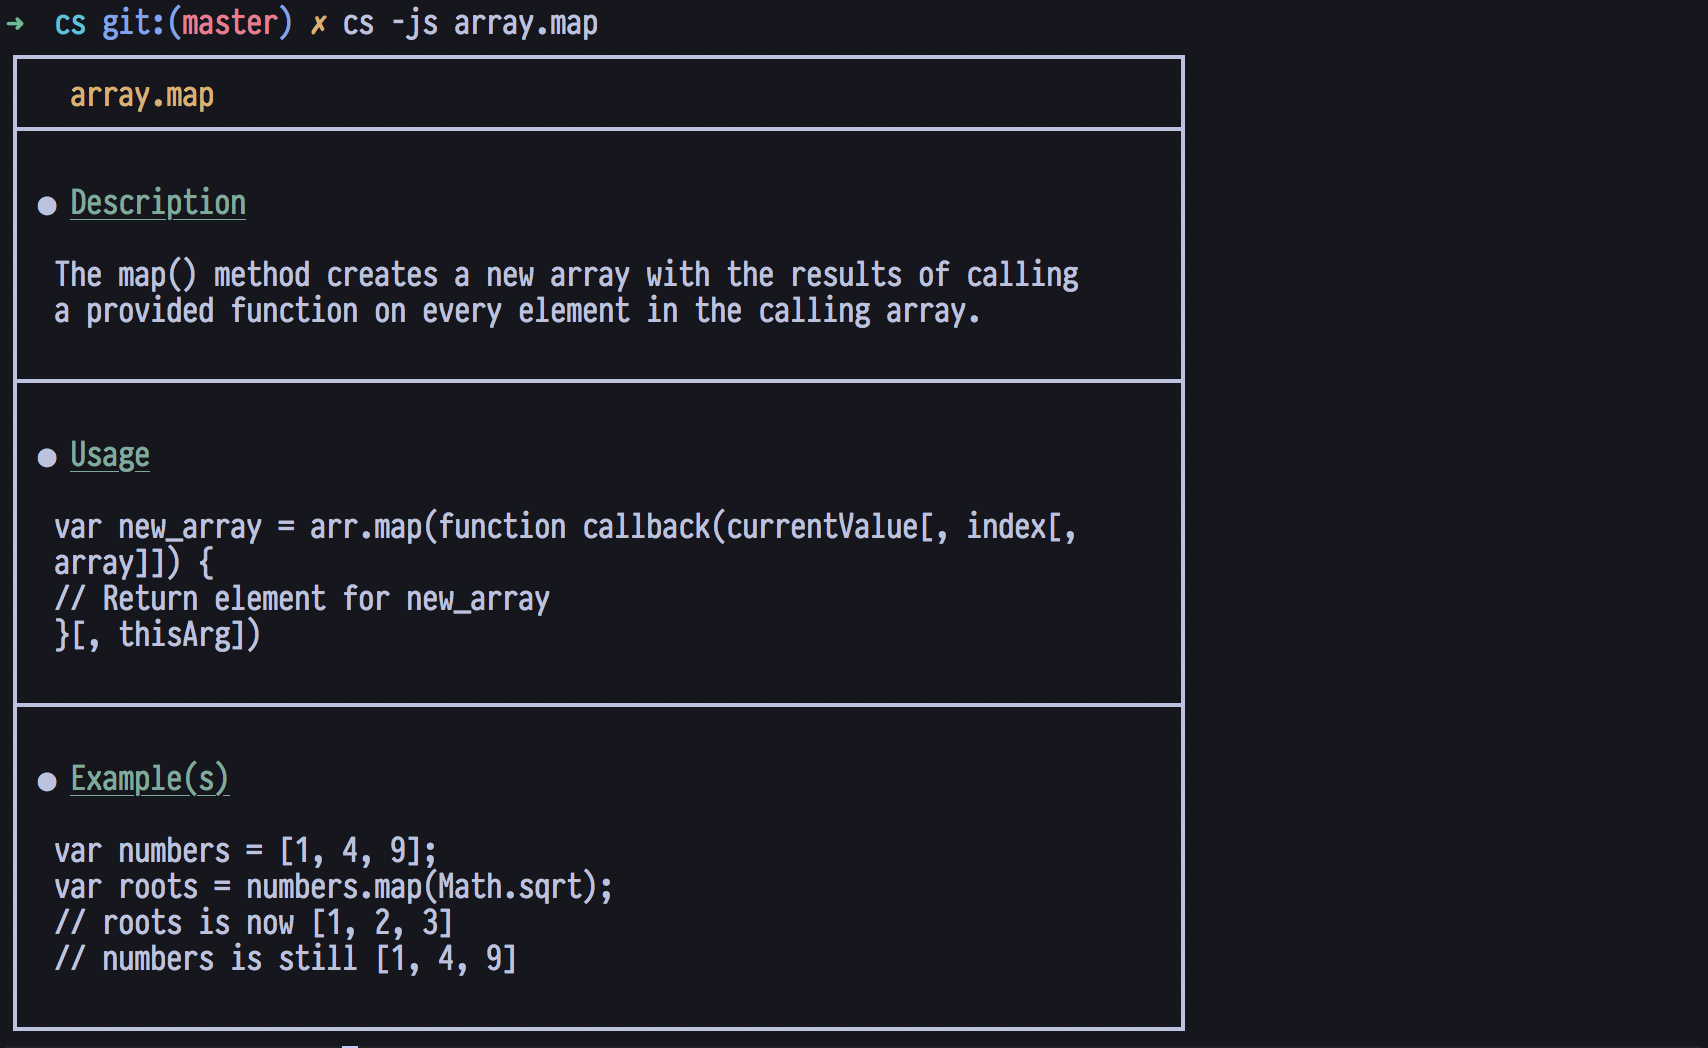 ➜ cs git:(master) ✗ cs -js array.map
array.map
● Description
The map() method creates a new array with the results of calling
a provided function on every element in the calling array.
● Usage
var new_array = arr.map(function callback(currentValue[, index[,
array]]) {
// Return element for new_array
}[, thisArg])
● Example(s)
var numbers = [1, 4, 9];
var roots = numbers.map(Math.sqrt);
// roots is now [1, 2, 3]
// numbers is still [1, 4, 9]